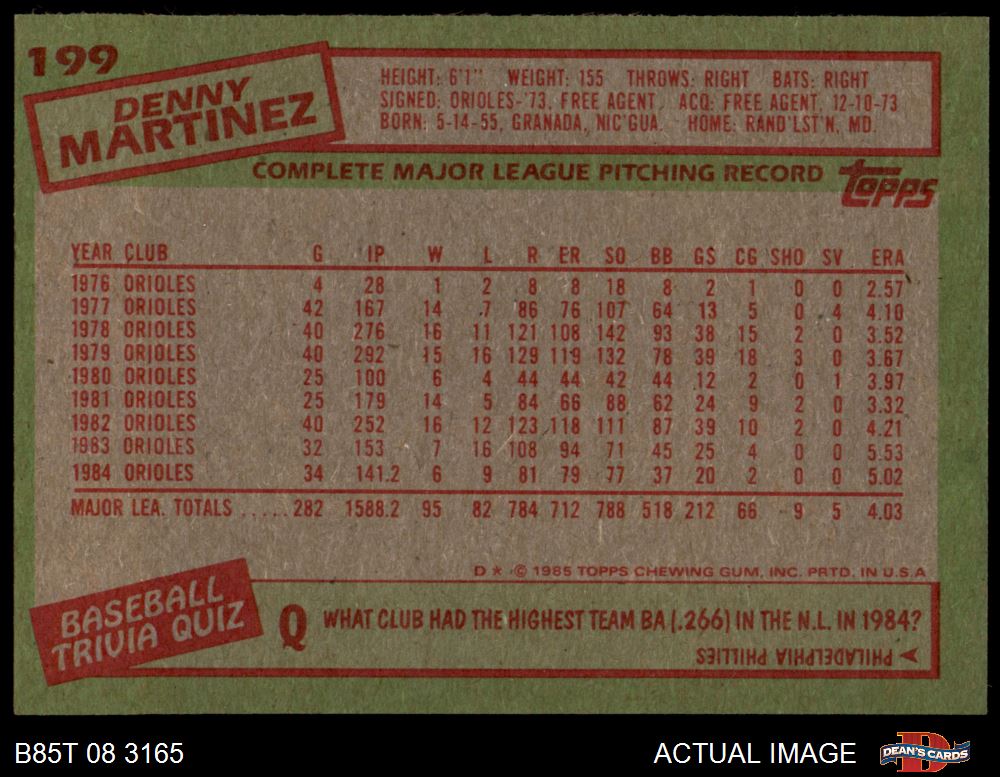 199
DENNY
MARTINEZ
HEIGHT: 6'1" WEIGHT: 155 THROWS: RIGHT BATS: RIGHT
SIGNED: ORIOLES-'73, FREE AGENT ACQ: FREE AGENT, 12-10-73
BORN: 5-14-55, GRANADA, NIC'GUA. HOME: RAND'LST'N, MD.
COMPLETE MAJOR LEAGUE PITCHING RECORD
topps
YEAR CLUB G IP W L R ER SO BB GS CG SHO SV ERA
1976 ORIOLES 4 28 1 2 8 8 18 8 2 1 0 0 2.57
1977 ORIOLES 42 167 14 7 86 76 107 64 13 5 0 4 4.10
1978 ORIOLES 40 276 16 11 121 108 142 93 38 15 2 0 3.52
1979 ORIOLES 40 292 15 16 129 119 132 78 39 18 3 0 3.67
1980 ORIOLES 25 100 6 4 44 44 42 44 12 2 0 1 3.97
1981 ORIOLES 25 179 14 5 84 66 88 62 24 9 2 0 3.32
1982 ORIOLES 40 252 16 12 123 118 111 87 39 10 2 0 4.21
1983 ORIOLES 32 153 7 16 108 94 71 45 25 4 0 0 5.53
1984 ORIOLES 34 141.2 6 9 81 79 77 37 20 2 0 0 5.02
MAJOR LEA. TOTALS ..... 282 1588.2 95 82 784 712 788 518 212 66 9 5 4.03
D * © 1985 TOPPS CHEWING GUM, INC. PRTD. IN U.S.A
BASEBALL
TRIVIA QUIZ
Q WHAT CLUB HAD THE HIGHEST TEAM BA (.266) IN THE N.L. IN 1984?
PHILADELPHIA PHILLIES
B85T 08 3165
ACTUAL IMAGE
DEAN'S CARDS